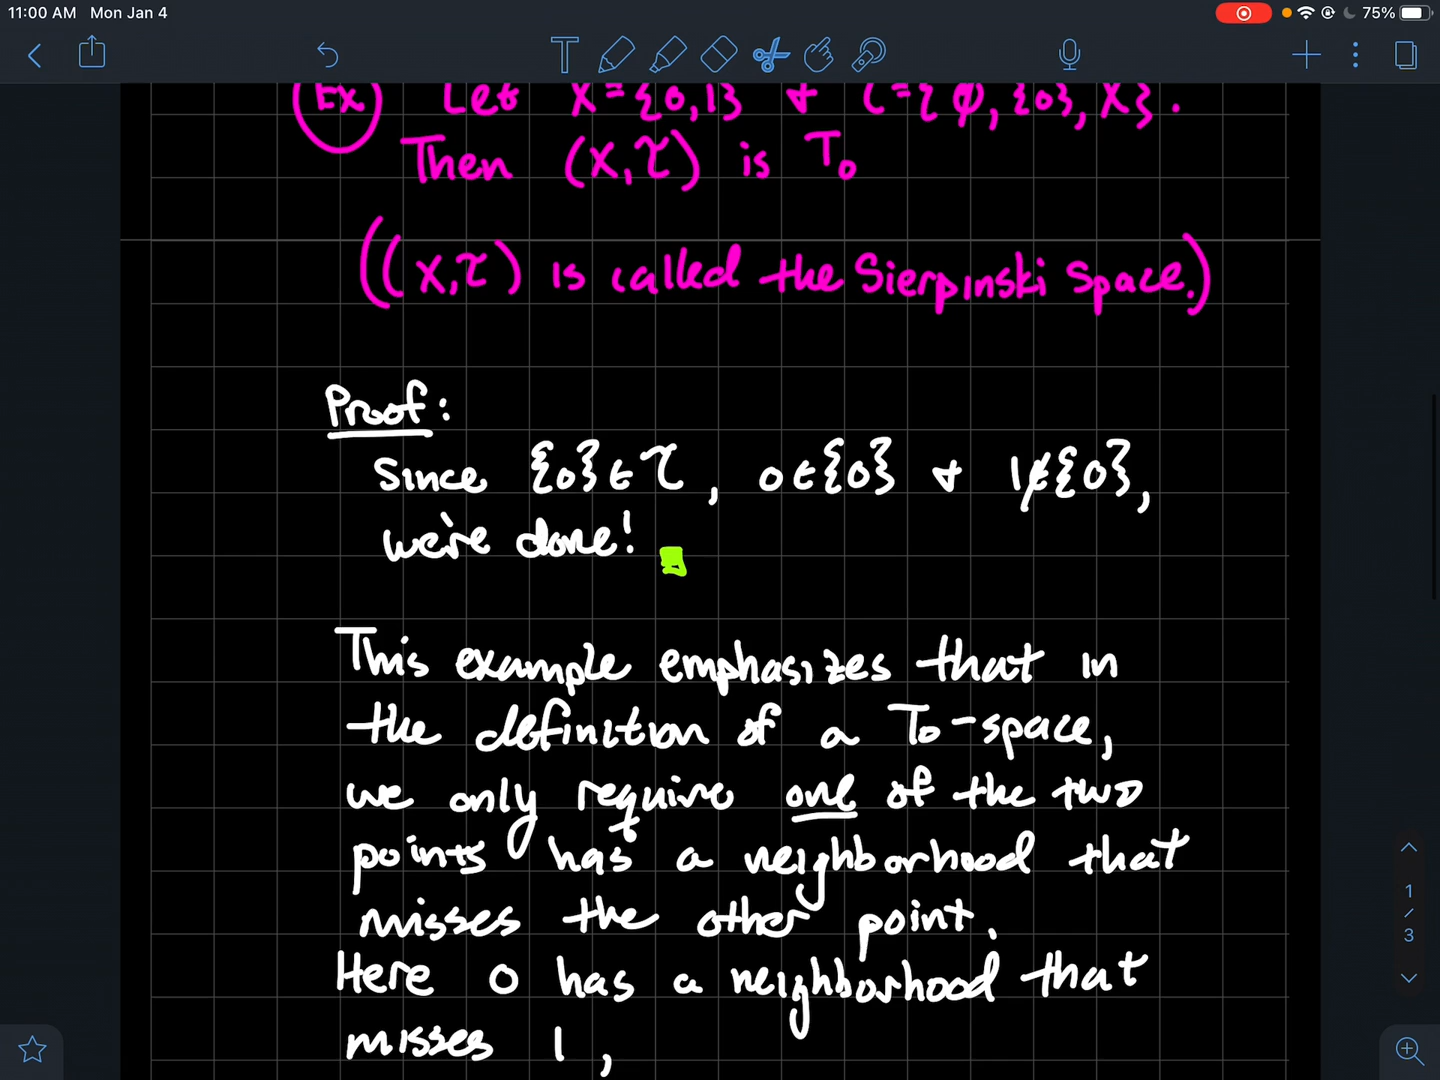 11:00 AM Mon Jan 4
75%
Ex Let X={0,1} & τ={∅,{0},X}.
Then (X,τ) is T₀
((X,τ) is called the Sierpinski Space.)
Proof:
Since {0}∈τ, 0∈{0} & 1∉{0},
we're done!
This example emphasizes that in
the definition of a T₀-space,
we only require one of the two
points has a neighborhood that
misses the other point.
Here 0 has a neighborhood that
misses 1,
1
/
3